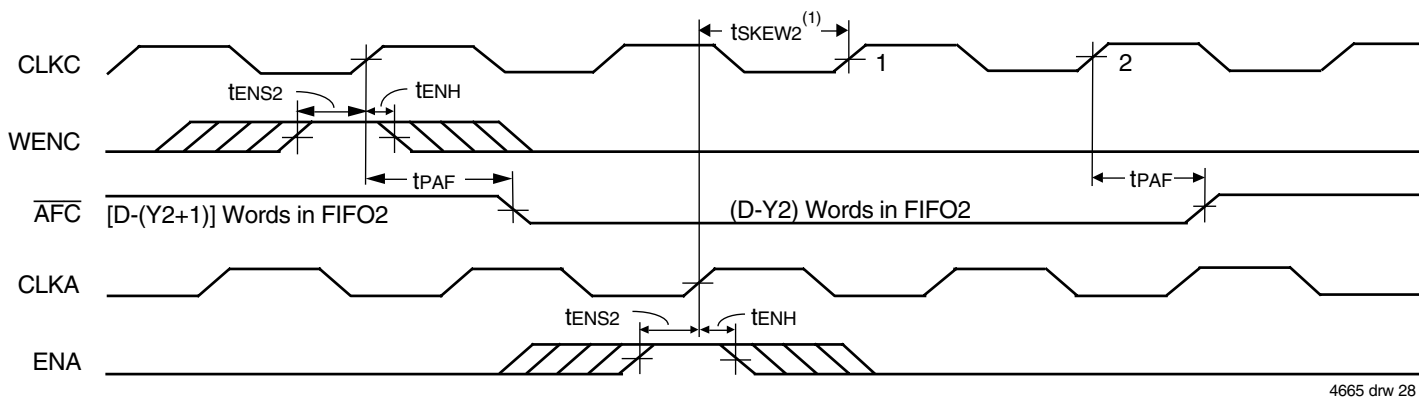 tSKEW2(1)
CLKC
1
2
tENS2
tENH
WENC
tPAF
tPAF
AFC
[D-(Y2+1)] Words in FIFO2
(D-Y2) Words in FIFO2
CLKA
tENS2
tENH
ENA
4665 drw 28